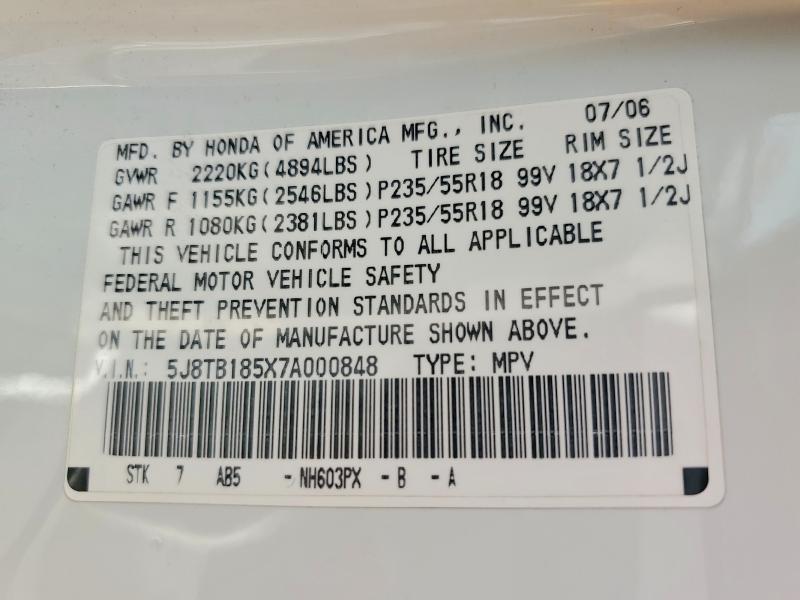 MFD. BY HONDA OF AMERICA MFG., INC. 07/06
GVWR 2220KG(4894LBS) TIRE SIZE RIM SIZE
GAWR F 1155KG(2546LBS)P235/55R18 99V 18X7 1/2J
GAWR R 1080KG(2381LBS)P235/55R18 99V 18X7 1/2J
THIS VEHICLE CONFORMS TO ALL APPLICABLE
FEDERAL MOTOR VEHICLE SAFETY
AND THEFT PREVENTION STANDARDS IN EFFECT
ON THE DATE OF MANUFACTURE SHOWN ABOVE.
V.I.N.: 5J8TB185X7A000848 TYPE: MPV
STK 7 AB5 -NH603PX -B -A